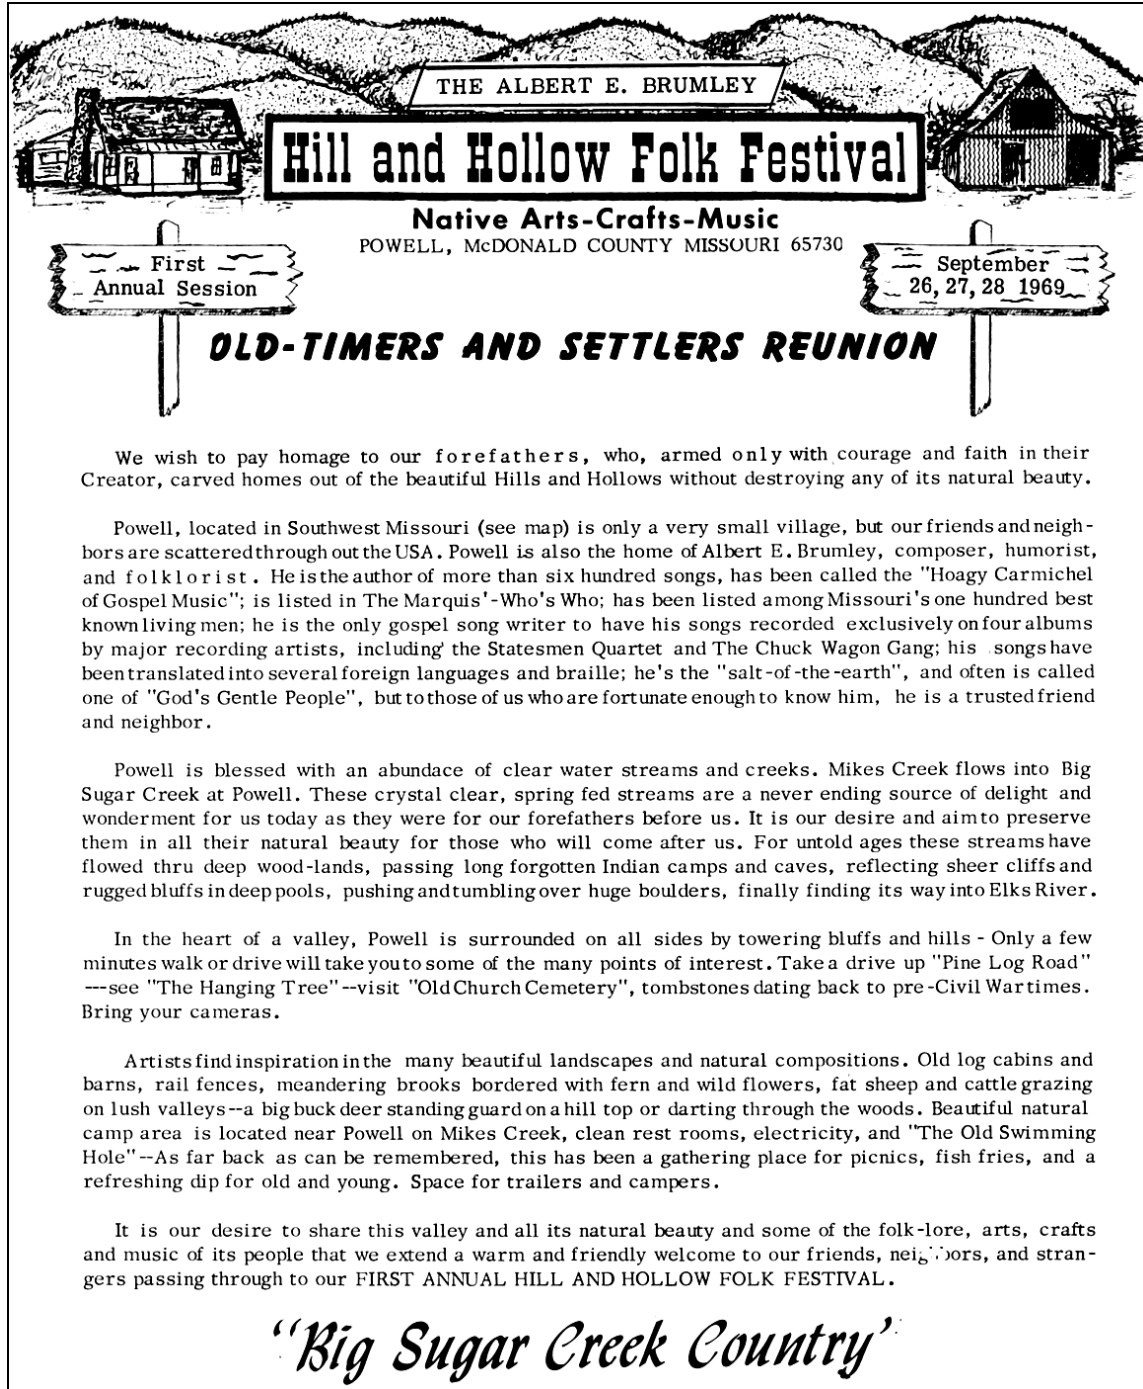 THE ALBERT E. BRUMLEY
Hill and Hollow Folk Festival
Native Arts-Crafts-Music
POWELL, McDONALD COUNTY MISSOURI 65730
First
Annual Session
September
26, 27, 28 1969
OLD-TIMERS AND SETTLERS REUNION
We wish to pay homage to our forefathers, who, armed only with courage and faith in their
Creator, carved homes out of the beautiful Hills and Hollows without destroying any of its natural beauty.
Powell, located in Southwest Missouri (see map) is only a very small village, but our friends and neigh-
bors are scattered through out the USA. Powell is also the home of Albert E. Brumley, composer, humorist,
and folklorist. He is the author of more than six hundred songs, has been called the "Hoagy Carmichel
of Gospel Music"; is listed in The Marquis'-Who's Who; has been listed among Missouri's one hundred best
known living men; he is the only gospel song writer to have his songs recorded exclusively on four albums
by major recording artists, including the Statesmen Quartet and The Chuck Wagon Gang; his songs have
been translated into several foreign languages and braille; he's the "salt-of-the-earth", and often is called
one of "God's Gentle People", but to those of us who are fortunate enough to know him, he is a trusted friend
and neighbor.
Powell is blessed with an abundace of clear water streams and creeks. Mikes Creek flows into Big
Sugar Creek at Powell. These crystal clear, spring fed streams are a never ending source of delight and
wonderment for us today as they were for our forefathers before us. It is our desire and aim to preserve
them in all their natural beauty for those who will come after us. For untold ages these streams have
flowed thru deep wood-lands, passing long forgotten Indian camps and caves, reflecting sheer cliffs and
rugged bluffs in deep pools, pushing and tumbling over huge boulders, finally finding its way into Elks River.
In the heart of a valley, Powell is surrounded on all sides by towering bluffs and hills - Only a few
minutes walk or drive will take you to some of the many points of interest. Take a drive up "Pine Log Road"
---see "The Hanging Tree"--visit "Old Church Cemetery", tombstones dating back to pre-Civil War times.
Bring your cameras.
Artists find inspiration in the many beautiful landscapes and natural compositions. Old log cabins and
barns, rail fences, meandering brooks bordered with fern and wild flowers, fat sheep and cattle grazing
on lush valleys--a big buck deer standing guard on a hill top or darting through the woods. Beautiful natural
camp area is located near Powell on Mikes Creek, clean rest rooms, electricity, and "The Old Swimming
Hole"--As far back as can be remembered, this has been a gathering place for picnics, fish fries, and a
refreshing dip for old and young. Space for trailers and campers.
It is our desire to share this valley and all its natural beauty and some of the folk-lore, arts, crafts
and music of its people that we extend a warm and friendly welcome to our friends, neighbors, and stran-
gers passing through to our FIRST ANNUAL HILL AND HOLLOW FOLK FESTIVAL.
"Big Sugar Creek Country"